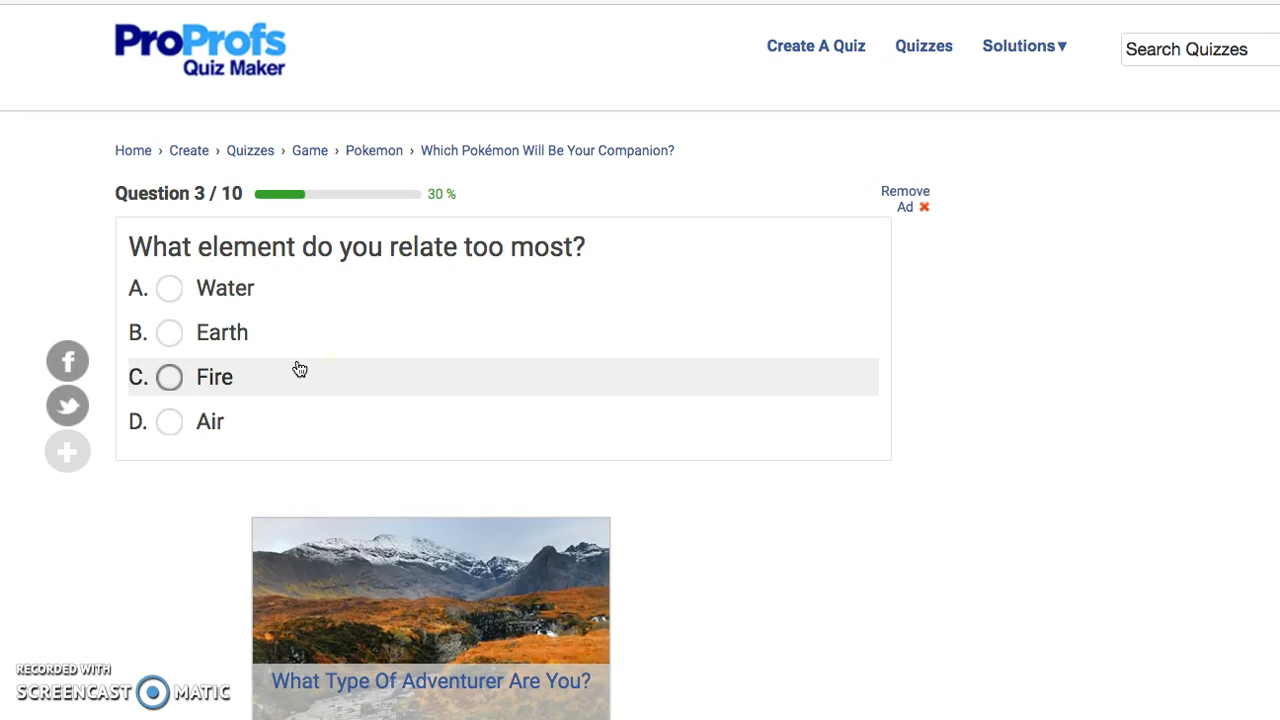 ProProfs
Quiz Maker
Create A Quiz Quizzes Solutions▾ Search Quizzes
Home › Create › Quizzes › Game › Pokemon › Which Pokémon Will Be Your Companion?
Question 3 / 10 30 %
Remove
Ad ✖
What element do you relate too most?
A. Water
B. Earth
C. Fire
D. Air
What Type Of Adventurer Are You?
RECORDED WITH
SCREENCAST MATIC